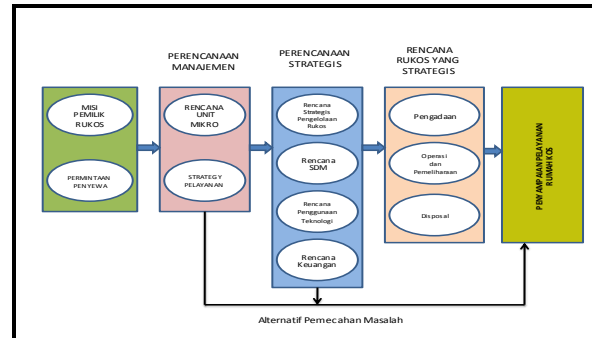 PERENCANAAN
MANAJEMEN
PERENCANAAN
STRATEGIS
RENCANA
RUKOS YANG
STRATEGIS
MISI
PEMILIK
RUKOS
PERMINTAAN
PENYEWA
RENCANA
UNIT
MIKRO
STRATEGY
PELAYANAN
Rencana
Strategis
Pengelolaan
Rukos
Rencana
SDM
Rencana
Penggunaan
Teknologi
Rencana
Keuangan
Pengadaan
Operasi
dan
Pemeliharaan
Disposal
PENYAMPAIAN PELAYANAN
RUMAH KOS
Alternatif Pemecahan Masalah